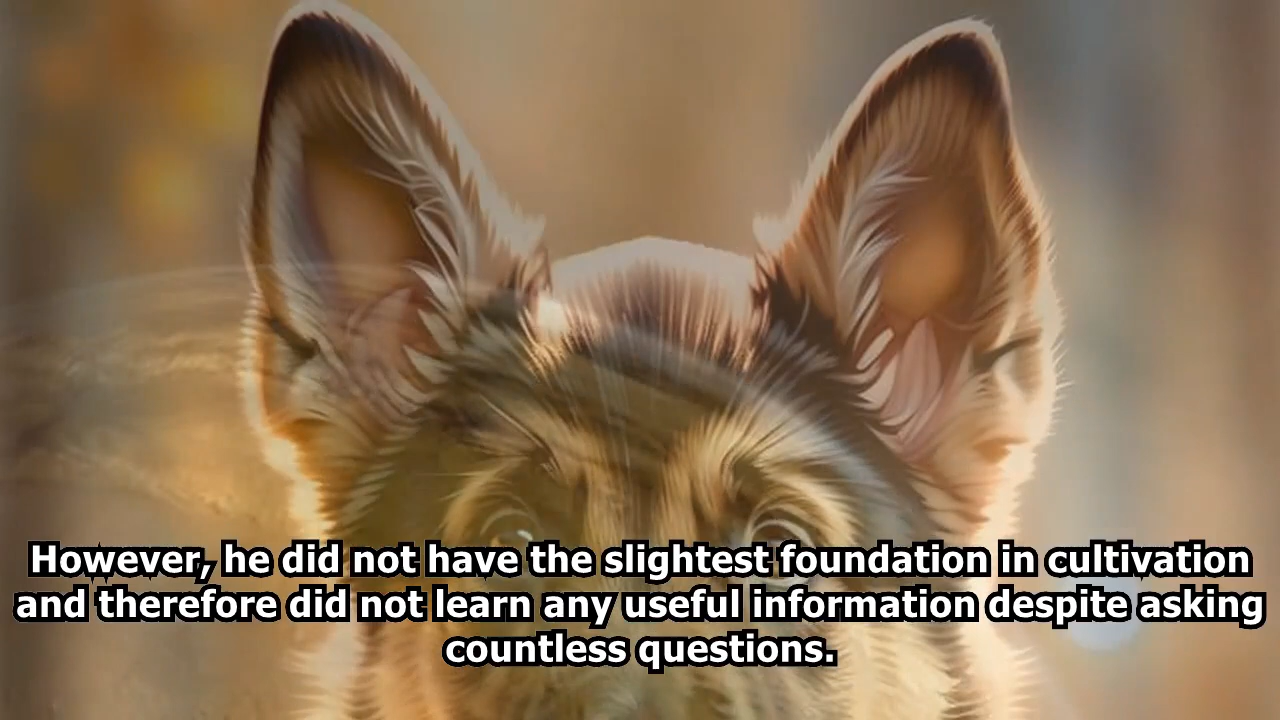 However, he did not have the slightest foundation in cultivation
and therefore did not learn any useful information despite asking
countless questions.